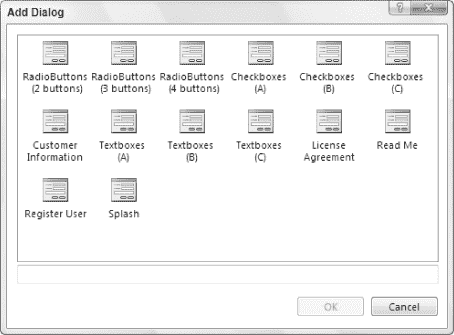 Add Dialog
RadioButtons RadioButtons RadioButtons Checkboxes Checkboxes Checkboxes
(2 buttons) (3 buttons) (4 buttons) (A) (B) (C)
Customer Textboxes Textboxes Textboxes License Read Me
Information (A) (B) (C) Agreement
Register User Splash
OK Cancel